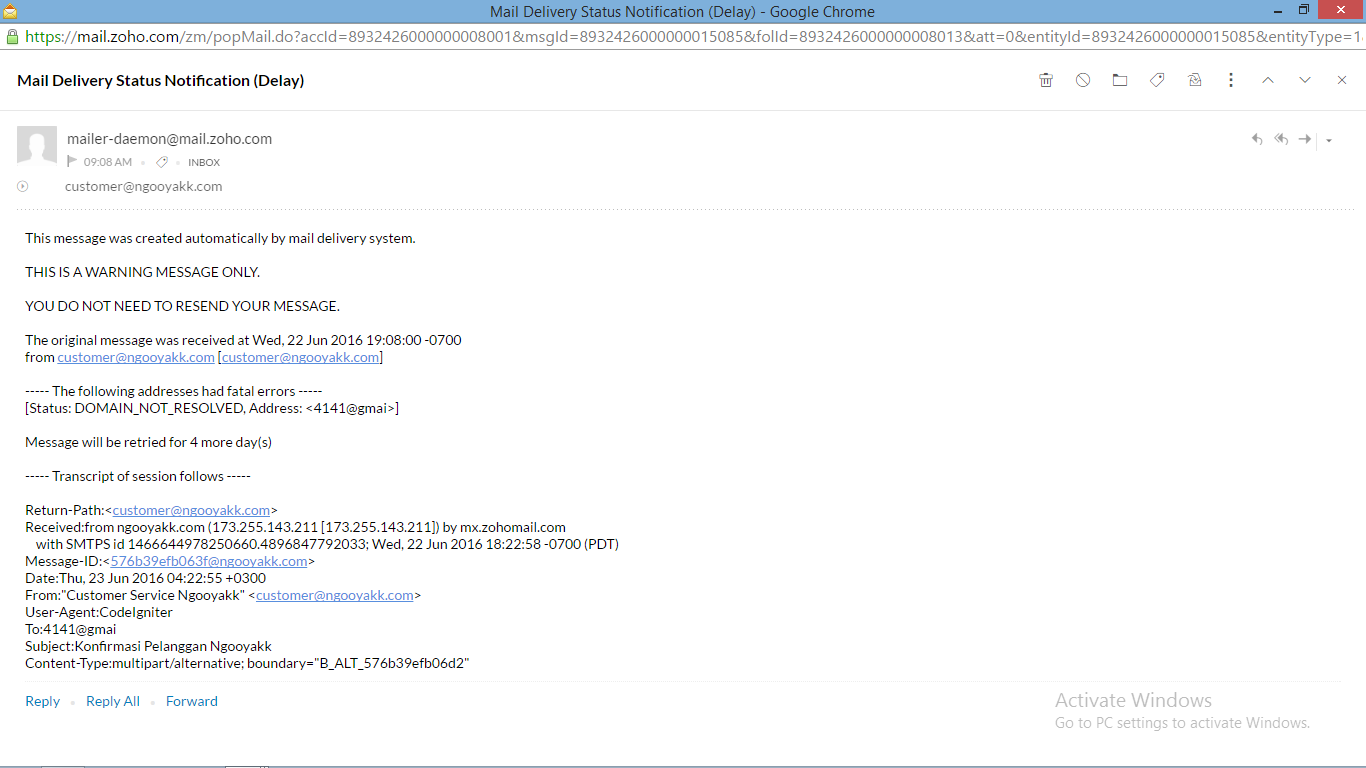 Mail Delivery Status Notification (Delay) - Google Chrome
https://mail.zoho.com/zm/popMail.do?accId=8932426000000008001&msgId=8932426000000015085&folId=8932426000000008013&att=0&entityId=8932426000000015085&entityType=1
Mail Delivery Status Notification (Delay)
mailer-daemon@mail.zoho.com
09:08 AM INBOX
customer@ngooyakk.com
This message was created automatically by mail delivery system.
THIS IS A WARNING MESSAGE ONLY.
YOU DO NOT NEED TO RESEND YOUR MESSAGE.
The original message was received at Wed, 22 Jun 2016 19:08:00 -0700
from customer@ngooyakk.com [customer@ngooyakk.com]
----- The following addresses had fatal errors -----
[Status: DOMAIN_NOT_RESOLVED, Address: <4141@gmai>]
Message will be retried for 4 more day(s)
----- Transcript of session follows -----
Return-Path:<customer@ngooyakk.com>
Received:from ngooyakk.com (173.255.143.211 [173.255.143.211]) by mx.zohomail.com
with SMTPS id 1466644978250660.4896847792033; Wed, 22 Jun 2016 18:22:58 -0700 (PDT)
Message-ID:<576b39efb063f@ngooyakk.com>
Date:Thu, 23 Jun 2016 04:22:55 +0300
From:"Customer Service Ngooyakk" <customer@ngooyakk.com>
User-Agent:CodeIgniter
To:4141@gmai
Subject:Konfirmasi Pelanggan Ngooyakk
Content-Type:multipart/alternative; boundary="B_ALT_576b39efb06d2"
Reply Reply All Forward
Activate Windows
Go to PC settings to activate Windows.